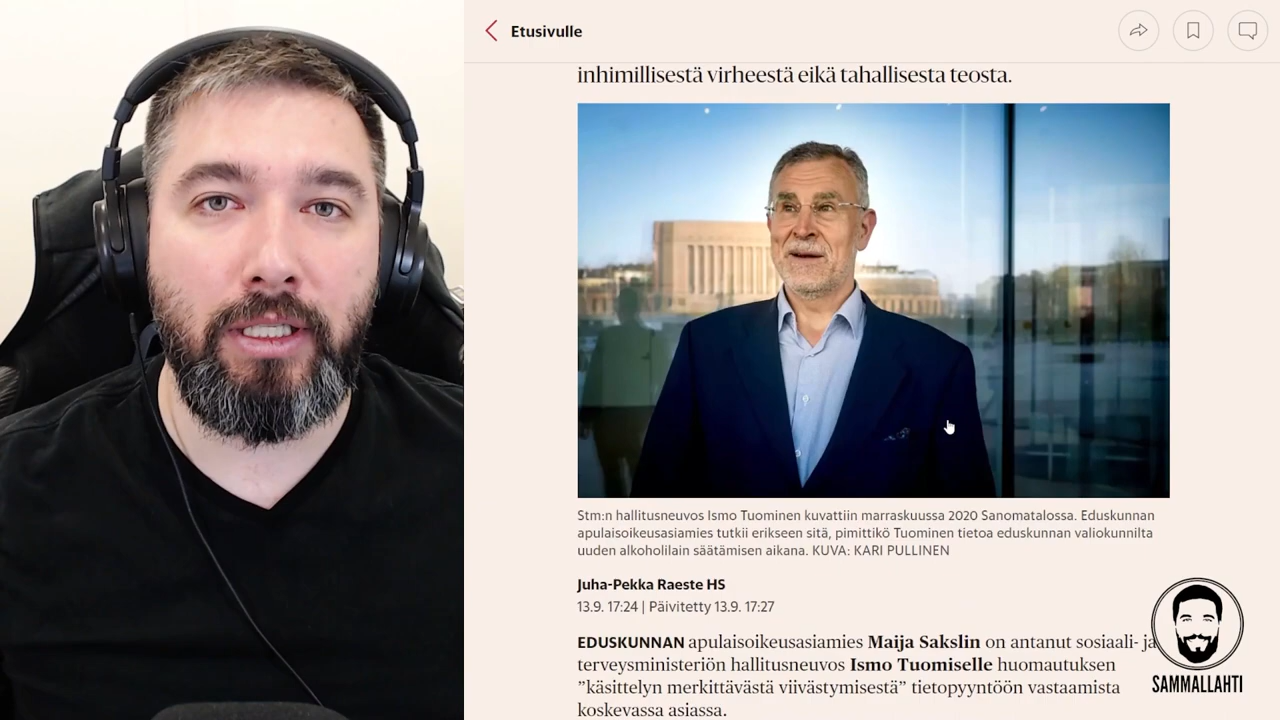 Etusivulle
inhimillisestä virheestä eikä tahallisesta teosta.
Stm:n hallitusneuvos Ismo Tuominen kuvattiin marraskuussa 2020 Sanomatalossa. Eduskunnan
apulaisoikeusasiamies tutkii erikseen sitä, pimittikö Tuominen tietoa eduskunnan valiokunnilta
uuden alkoholilain säätämisen aikana. KUVA: KARI PULLINEN
Juha-Pekka Raeste HS
13.9. 17:24 | Päivitetty 13.9. 17:27
EDUSKUNNAN apulaisoikeusasiamies Maija Sakslin on antanut sosiaali- ja
terveysministeriön hallitusneuvos Ismo Tuomiselle huomautuksen
”käsittelyn merkittävästä viivästymisestä” tietopyyntöön vastaamista
koskevassa asiassa.
SAMMALLAHTI